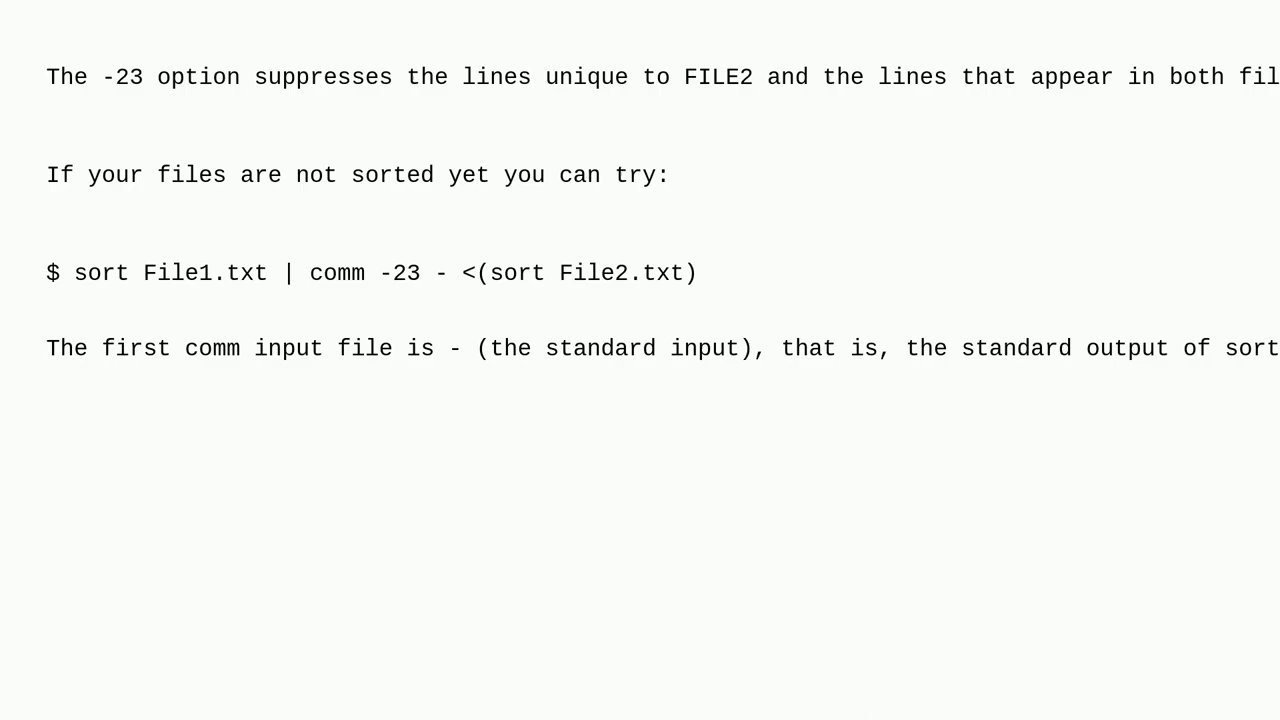 The -23 option suppresses the lines unique to FILE2 and the lines that appear in both fil
If your files are not sorted yet you can try:
$ sort File1.txt | comm -23 - <(sort File2.txt)
The first comm input file is - (the standard input), that is, the standard output of sort